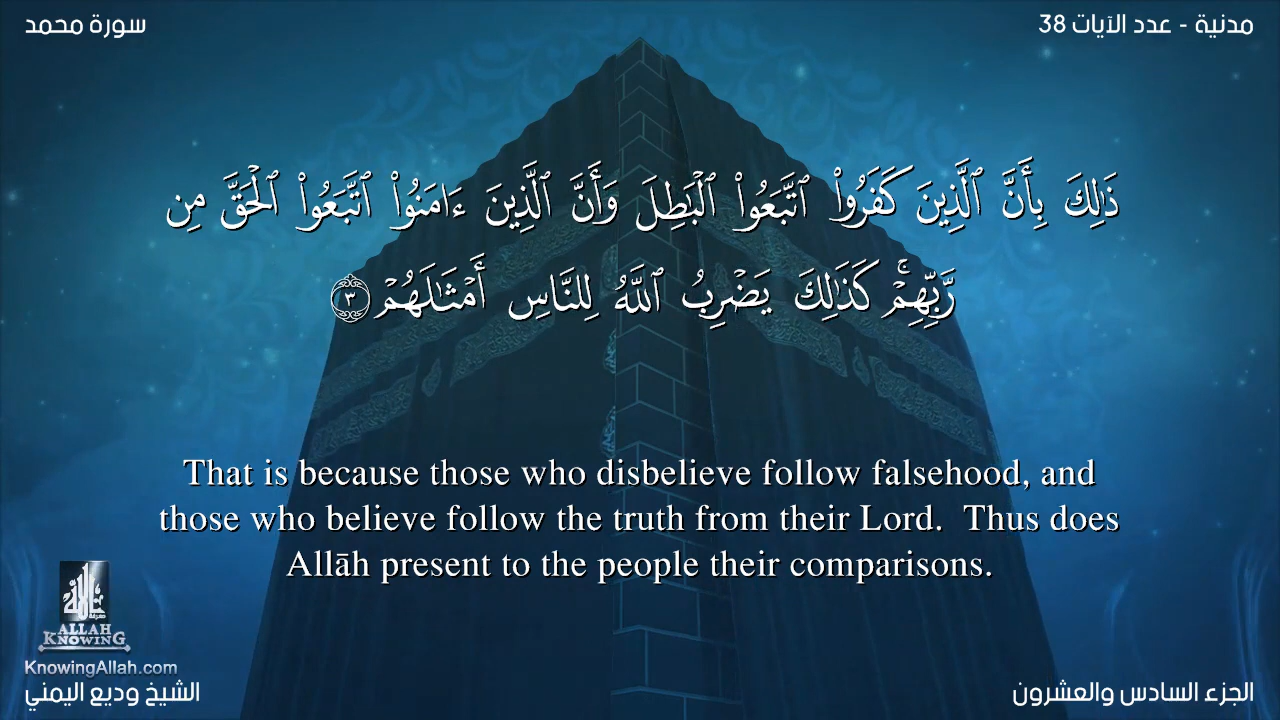 سورة محمد
مدنية - عدد الآيات 38
ذَٰلِكَ بِأَنَّ ٱلَّذِينَ كَفَرُوا۟ ٱتَّبَعُوا۟ ٱلْبَٰطِلَ وَأَنَّ ٱلَّذِينَ ءَامَنُوا۟ ٱتَّبَعُوا۟ ٱلْحَقَّ مِن
رَّبِّهِمْ ۚ كَذَٰلِكَ يَضْرِبُ ٱللَّهُ لِلنَّاسِ أَمْثَٰلَهُمْ ٣
That is because those who disbelieve follow falsehood, and
those who believe follow the truth from their Lord.  Thus does
Allāh present to the people their comparisons.
ALLAH
KNOWING
KnowingAllah.com
الشيخ وديع اليمني
الجزء السادس والعشرون